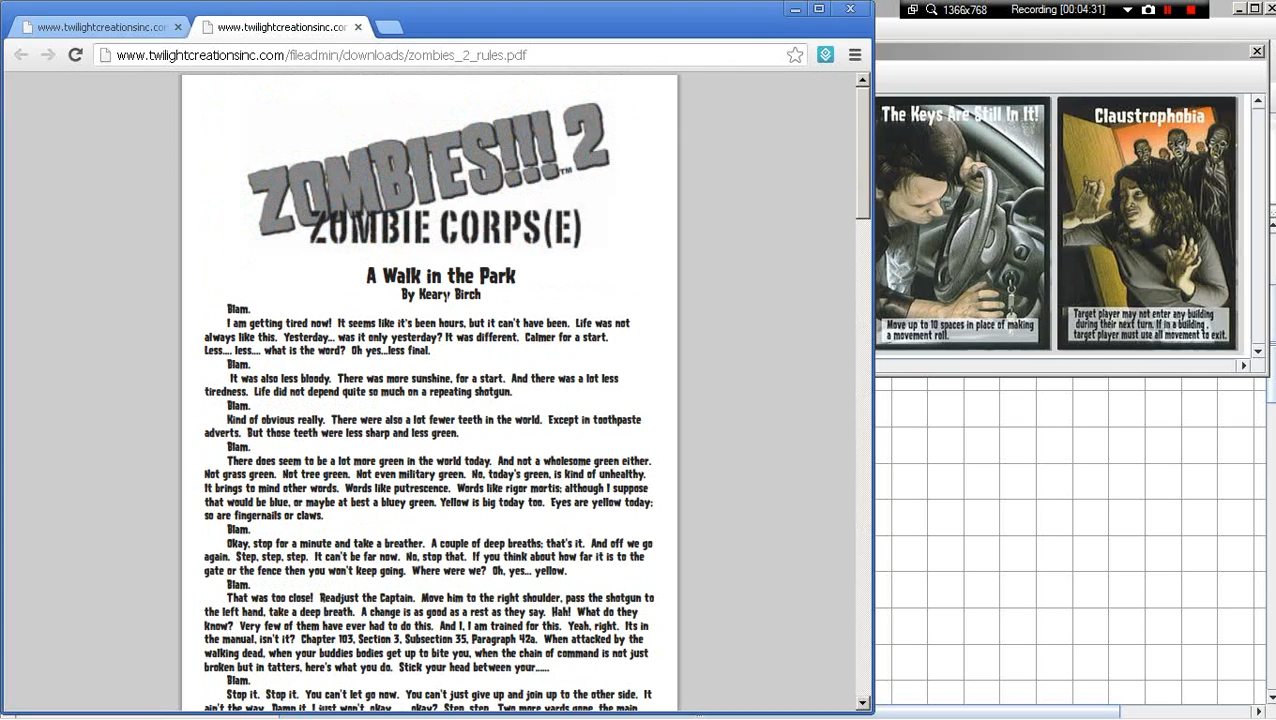 www.twilightcreationsinc.com/
www.twilightcreationsinc.com/
1366x768
Recording [00:04:31]
www.twilightcreationsinc.com/fileadmin/downloads/zombies_2_rules.pdf
ZOMBIES!!! 2™
ZOMBIE CORPS(E)
A Walk in the Park
By Keary Birch
Blam.
I am getting tired now! It seems like it's been hours, but it can't have been. Life was not
always like this. Yesterday... was it only yesterday? It was different. Calmer for a start.
Less.... less.... what is the word? Oh yes...less final.
Blam.
It was also less bloody. There was more sunshine, for a start. And there was a lot less
tiredness. Life did not depend quite so much on a repeating shotgun.
Blam.
Kind of obvious really. There were also a lot fewer teeth in the world. Except in toothpaste
adverts. But those teeth were less sharp and less green.
Blam.
There does seem to be a lot more green in the world today. And not a wholesome green either.
Not grass green. Not tree green. Not even military green. No, today's green, is kind of unhealthy.
It brings to mind other words. Words like putrescence. Words like rigor mortis; although I suppose
that would be blue, or maybe at best a bluey green. Yellow is big today too. Eyes are yellow today;
so are fingernails or claws.
Blam.
Okay, stop for a minute and take a breather. A couple of deep breaths; that's it. And off we go
again. Step, step, step. It can't be far now. No, stop that. If you think about how far it is to the
gate or the fence then you won't keep going. Where were we? Oh, yes... yellow.
Blam.
That was too close! Readjust the Captain. Move him to the right shoulder, pass the shotgun to
the left hand, take a deep breath. A change is as good as a rest as they say. Hah! What do they
know? Very few of them have ever had to do this. And I, I am trained for this. Yeah, right. Its in
the manual, isn't it? Chapter 103, Section 3, Subsection 35, Paragraph 42a. When attacked by the
walking dead, when your buddies bodies get up to bite you, when the chain of command is not just
broken but in tatters, here's what you do. Stick your head between your......
Blam.
Stop it. Stop it. You can't let go now. You can't just give up and join up to the other side. It
ain't the way. Damn it, I just won't, okay.... okay? Step, step. Two more yards gone, the main
The Keys Are Still In It!
Move up to 10 spaces in place of making
a movement roll.
Claustrophobia
Target player may not enter any building
during their next turn. If in a building,
target player must use all movement to exit.